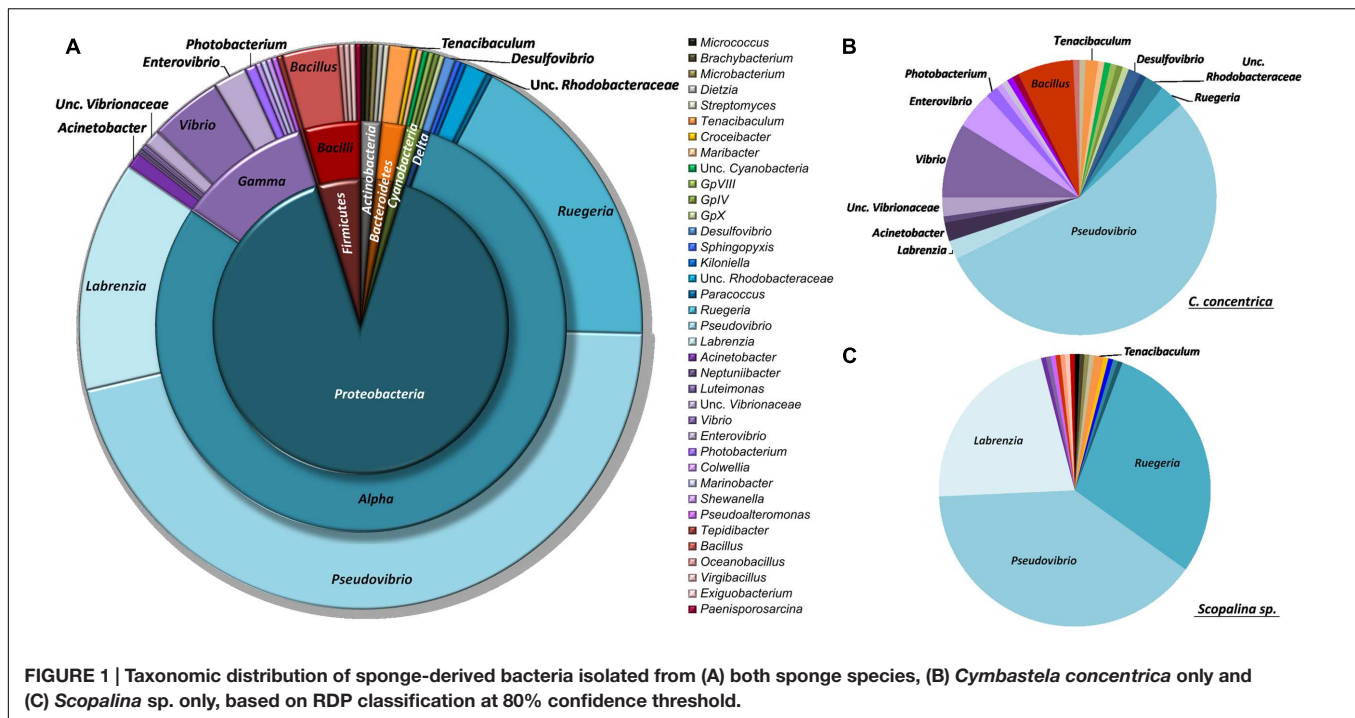 A
Photobacterium
Enterovibrio
Unc. Vibrionaceae
Acinetobacter
Vibrio
Bacillus
Tenacibaculum
Desulfovibrio
Unc. Rhodobacteraceae
Gamma
Bacilli
Firmicutes
Actinobacteria
Bacteroidetes
Cyanobacteria
Delta
Ruegeria
Labrenzia
Proteobacteria
Alpha
Pseudovibrio
Micrococcus
Brachybacterium
Microbacterium
Dietzia
Streptomyces
Tenacibaculum
Croceibacter
Maribacter
Unc. Cyanobacteria
GpVIII
GpIV
GpX
Desulfovibrio
Sphingopyxis
Kiloniella
Unc. Rhodobacteraceae
Paracoccus
Ruegeria
Pseudovibrio
Labrenzia
Acinetobacter
Neptuniibacter
Luteimonas
Unc. Vibrionaceae
Vibrio
Enterovibrio
Photobacterium
Colwellia
Marinobacter
Shewanella
Pseudoalteromonas
Tepidibacter
Bacillus
Oceanobacillus
Virgibacillus
Exiguobacterium
Paenisporosarcina
B
Tenacibaculum
Desulfovibrio
Unc.
Rhodobacteraceae
Ruegeria
Photobacterium
Bacillus
Enterovibrio
Vibrio
Unc. Vibrionaceae
Acinetobacter
Labrenzia
Pseudovibrio
C. concentrica
C
Tenacibaculum
Labrenzia
Ruegeria
Pseudovibrio
Scopalina sp.
FIGURE 1 | Taxonomic distribution of sponge-derived bacteria isolated from (A) both sponge species, (B) Cymbastela concentrica only and
(C) Scopalina sp. only, based on RDP classification at 80% confidence threshold.